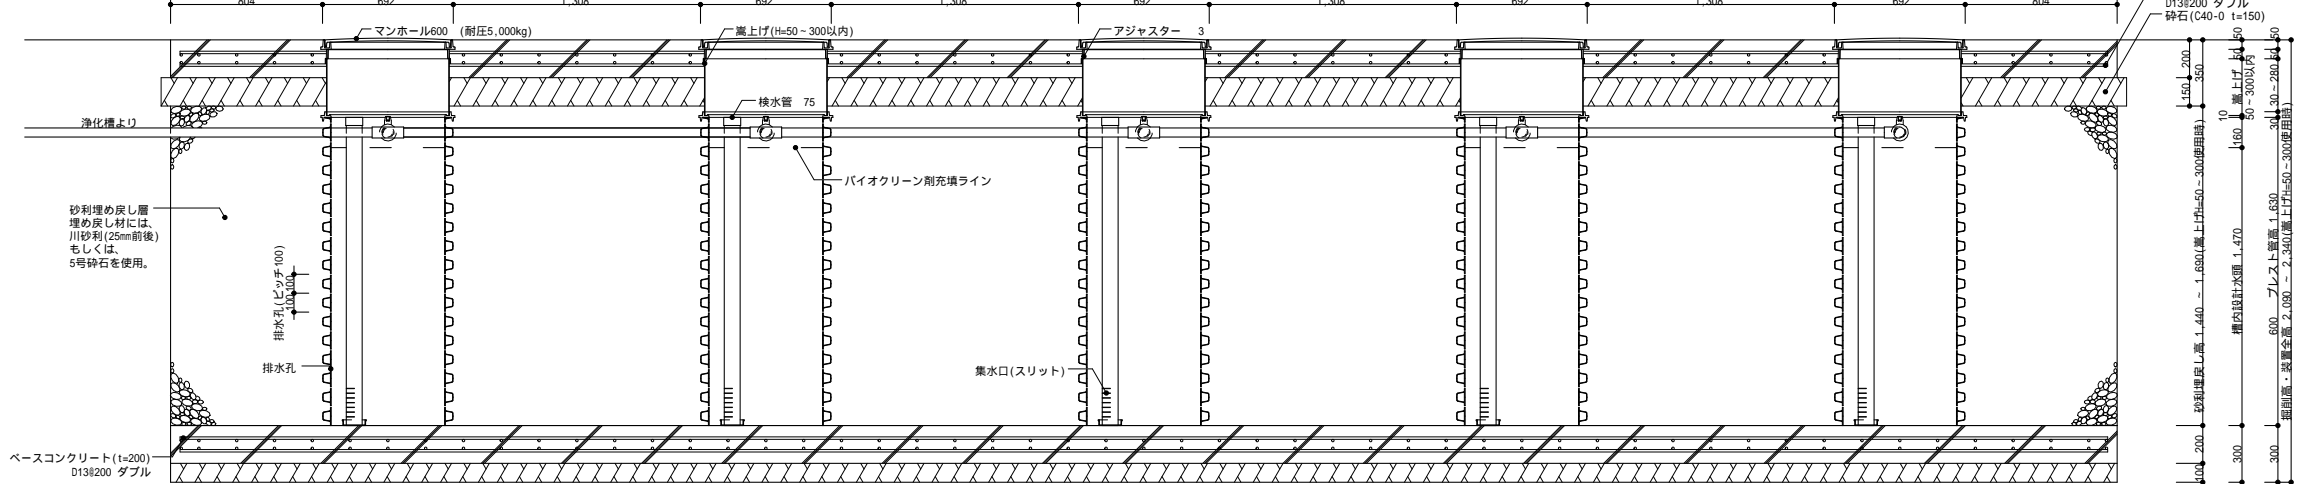 804
692
1,308
692
1,308
692
1,308
692
1,308
692
804
D13@200 ダブル
砕石(C40-0 t=150)
マンホール600 (耐圧5,000kg)
嵩上げ(H=50~300以内)
アジャスター 3
検水管 75
浄化槽より
バイオクリーン剤充填ライン
砂利埋め戻し層
埋め戻し材には、
川砂利(25mm前後)
もしくは、
5号砕石を使用。
排水孔(ピッチ100)
100
100
排水孔
集水口(スリット)
ベースコンクリート(t=200)
D13@200 ダブル
200
150
350
砂利埋戻し高 1,440 ~ 1,690(嵩上げH=50~300使用時)
200
100
50
50
嵩上げ
50~300以内
10
160
槽内設計水頭 1,470
300
50
50
30~280
30
600 プレスト管高 1,630
300
掘削高・装置全高 2,090 ~ 2,340(嵩上げH=50~300使用時)